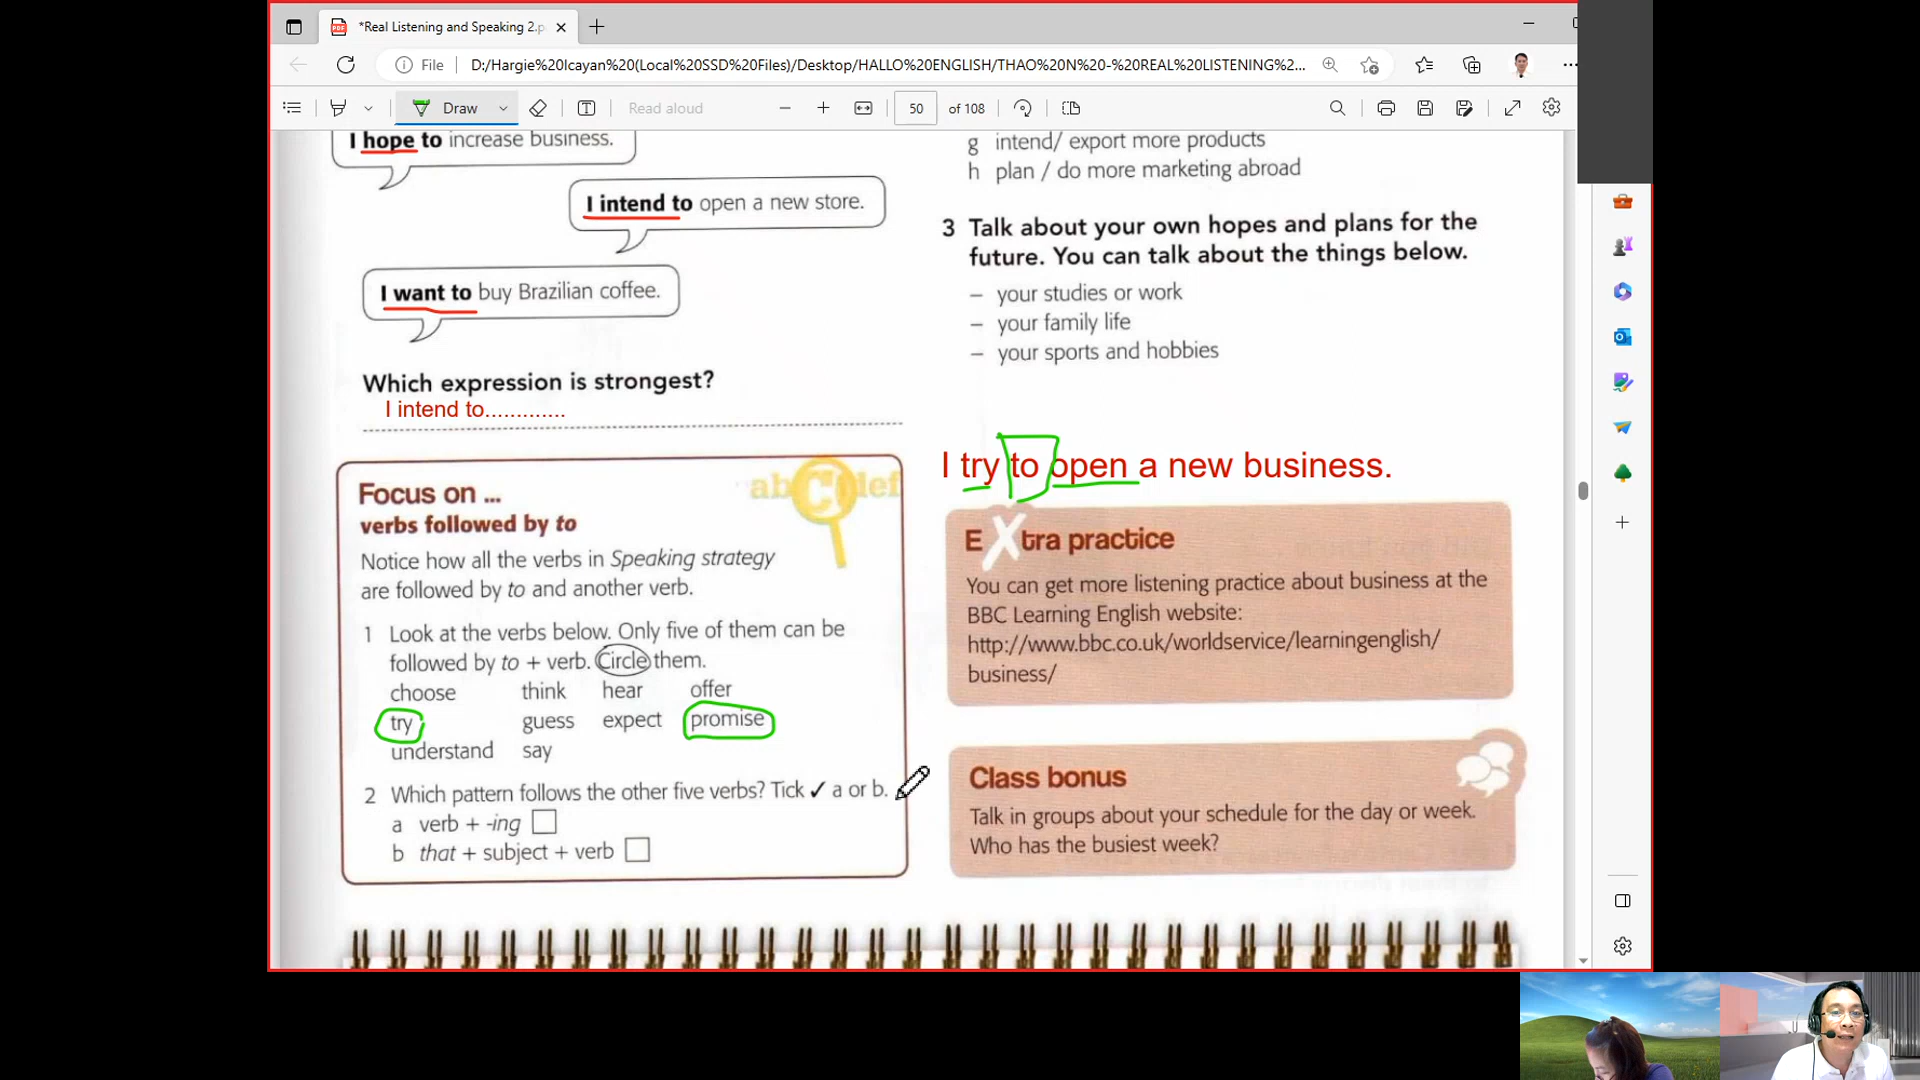 *Real Listening and Speaking 2.p
File
D:/Hargie%20Icayan%20(Local%20SSD%20Files)/Desktop/HALLO%20ENGLISH/THAO%20N%20-%20REAL%20LISTENING%2...
Draw
Read aloud
50 of 108
I hope to increase business.
I intend to open a new store.
I want to buy Brazilian coffee.
Which expression is strongest?
I intend to.............
Focus on ...
verbs followed by to
abCdef
Notice how all the verbs in Speaking strategy
are followed by to and another verb.
1 Look at the verbs below. Only five of them can be
followed by to + verb. Circle them.
choose think hear offer
try guess expect promise
understand say
2 Which pattern follows the other five verbs? Tick ✓ a or b.
a verb + -ing
b that + subject + verb
g intend/ export more products
h plan / do more marketing abroad
3 Talk about your own hopes and plans for the
future. You can talk about the things below.
– your studies or work
– your family life
– your sports and hobbies
I try to open a new business.
EXtra practice
You can get more listening practice about business at the
BBC Learning English website:
http://www.bbc.co.uk/worldservice/learningenglish/
business/
Class bonus
Talk in groups about your schedule for the day or week.
Who has the busiest week?